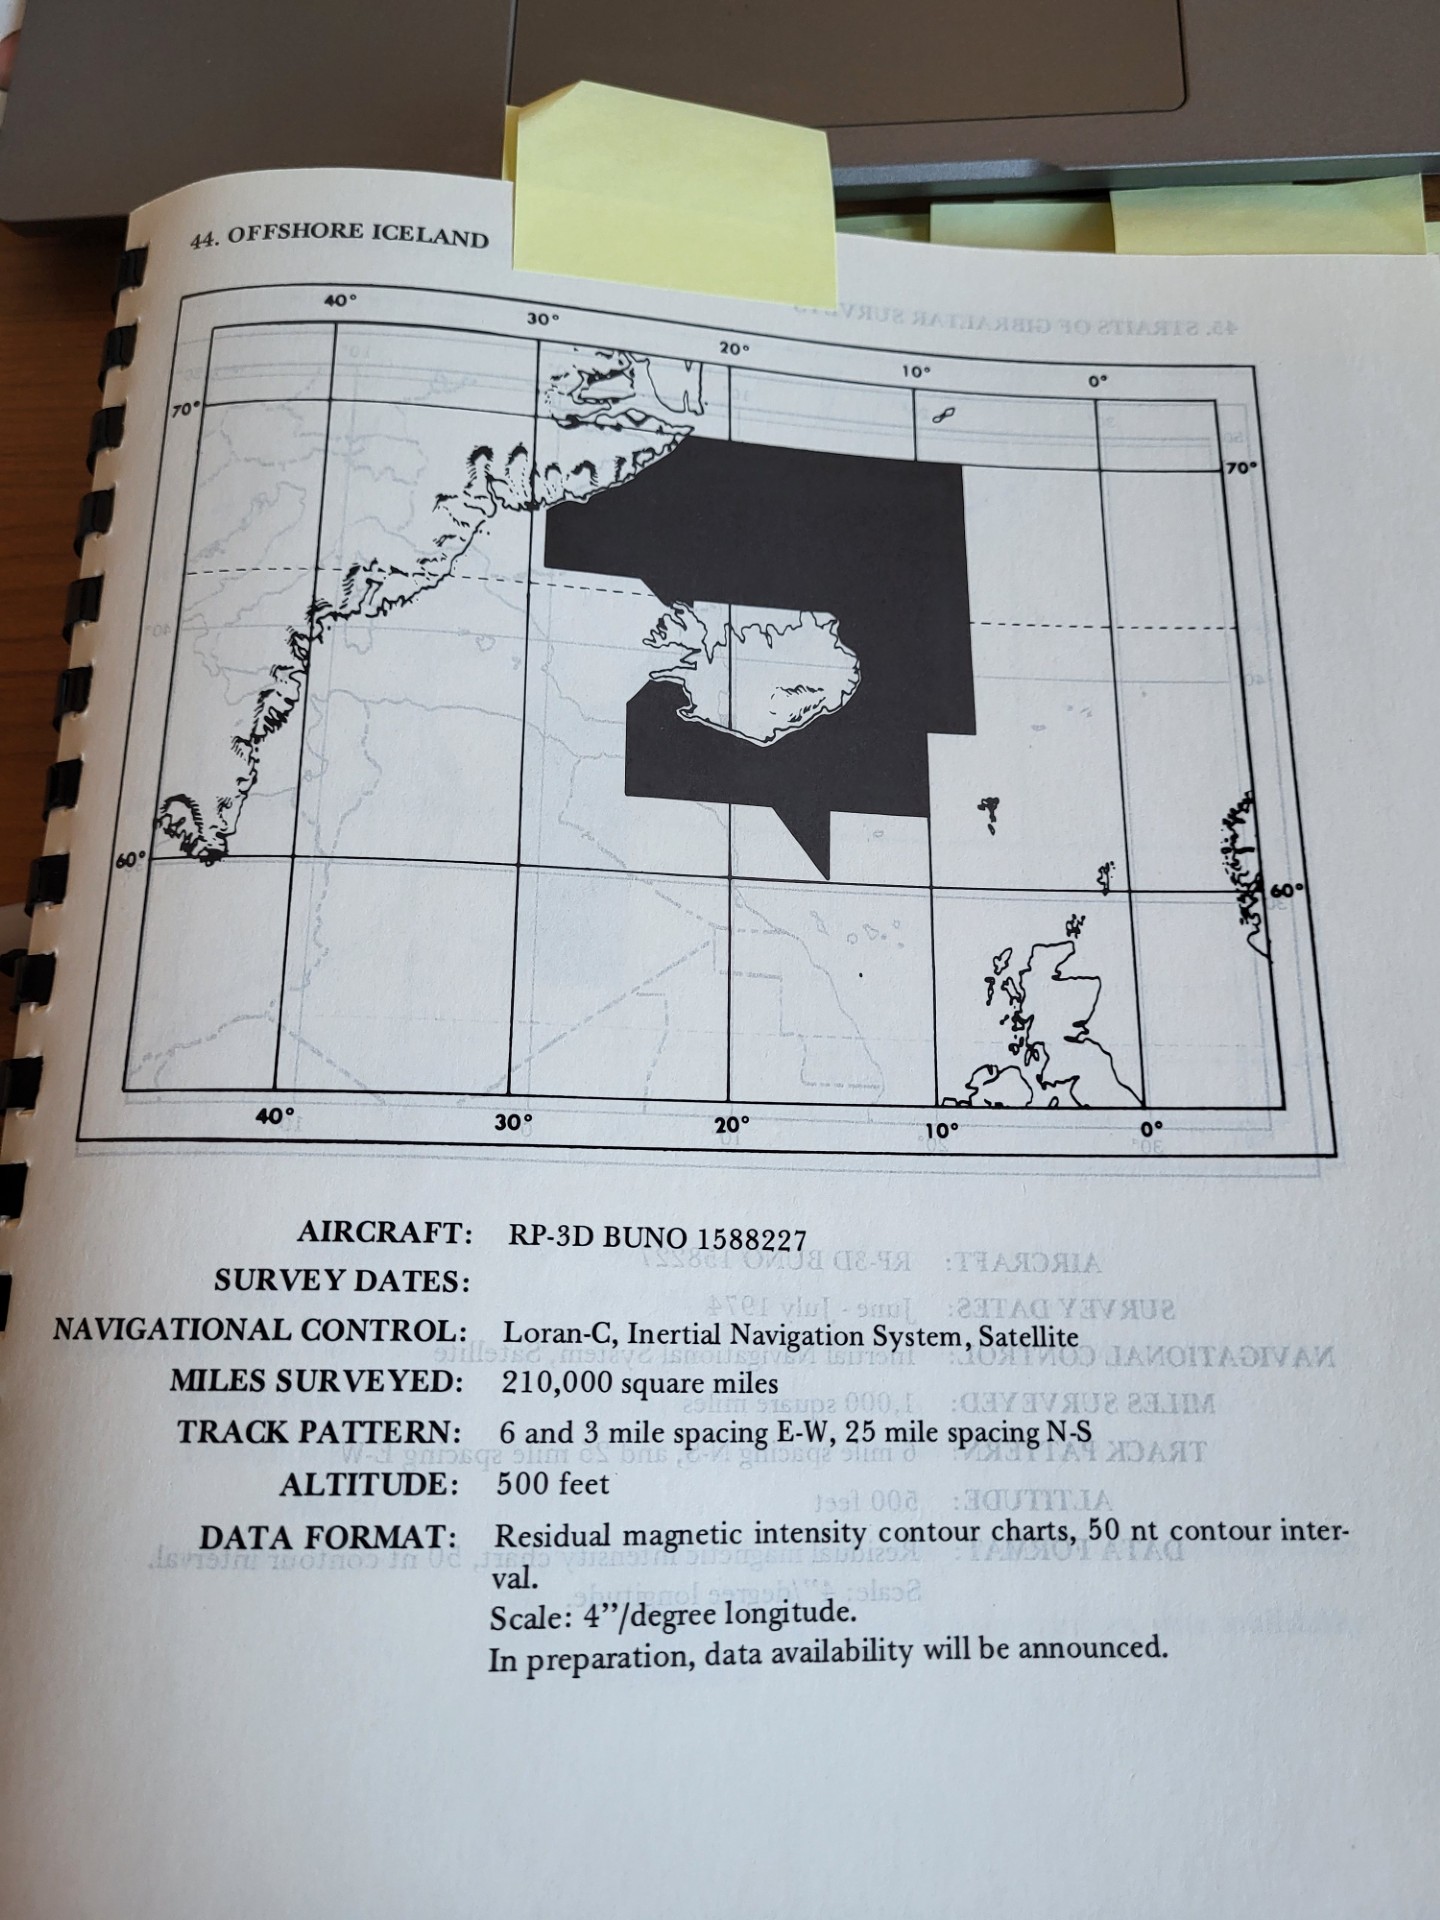 44. OFFSHORE ICELAND
40°
30°
20°
10°
0°
70°
70°
60°
60°
40°
30°
20°
10°
0°
AIRCRAFT: RP-3D BUNO 1588227
SURVEY DATES:
NAVIGATIONAL CONTROL: Loran-C, Inertial Navigation System, Satellite
MILES SURVEYED: 210,000 square miles
TRACK PATTERN: 6 and 3 mile spacing E-W, 25 mile spacing N-S
ALTITUDE: 500 feet
DATA FORMAT: Residual magnetic intensity contour charts, 50 nt contour inter-
val.
Scale: 4’’/degree longitude.
In preparation, data availability will be announced.